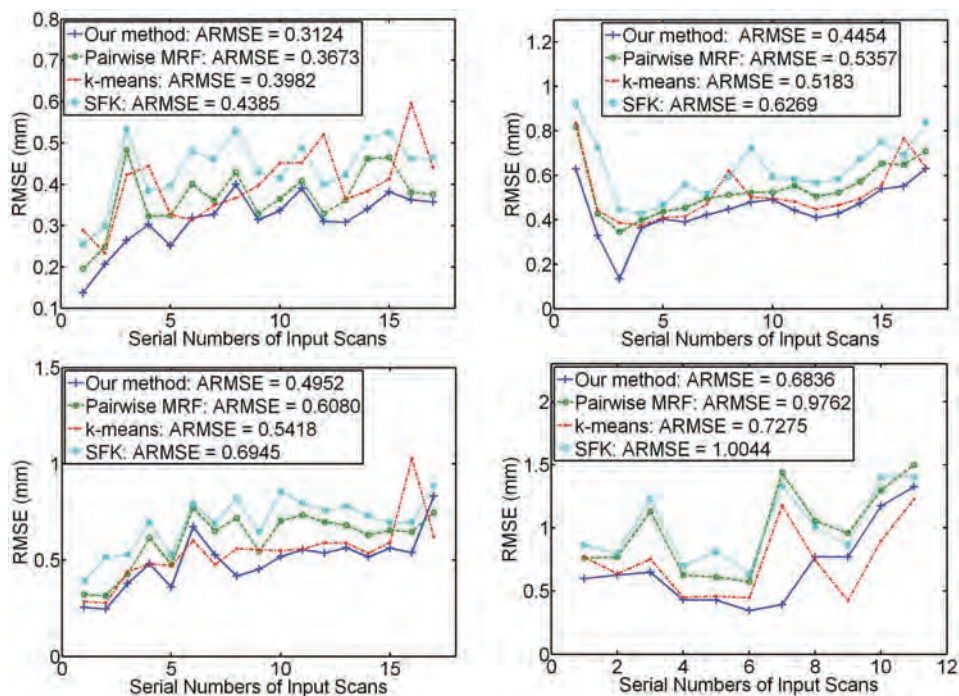 0.8
0.7
0.6
0.5
0.4
0.3
0.2
0.1
RMSE (mm)
Our method: ARMSE = 0.3124
Pairwise MRF: ARMSE = 0.3673
k-means: ARMSE = 0.3982
SFK: ARMSE = 0.4385
0 5 10 15
Serial Numbers of Input Scans
1.2
1
0.8
0.6
0.4
0.2
0
RMSE (mm)
Our method: ARMSE = 0.4454
Pairwise MRF: ARMSE = 0.5357
k-means: ARMSE = 0.5183
SFK: ARMSE = 0.6269
0 5 10 15
Serial Numbers of Input Scans
1.5
1
0.5
0
RMSE (mm)
Our method: ARMSE = 0.4952
Pairwise MRF: ARMSE = 0.6080
k-means: ARMSE = 0.5418
SFK: ARMSE = 0.6945
0 5 10 15
Serial Numbers of Input Scans
2
1.5
1
0.5
0
RMSE (mm)
Our method: ARMSE = 0.6836
Pairwise MRF: ARMSE = 0.9762
k-means: ARMSE = 0.7275
SFK: ARMSE = 1.0044
0 2 4 6 8 10 12
Serial Numbers of Input Scans